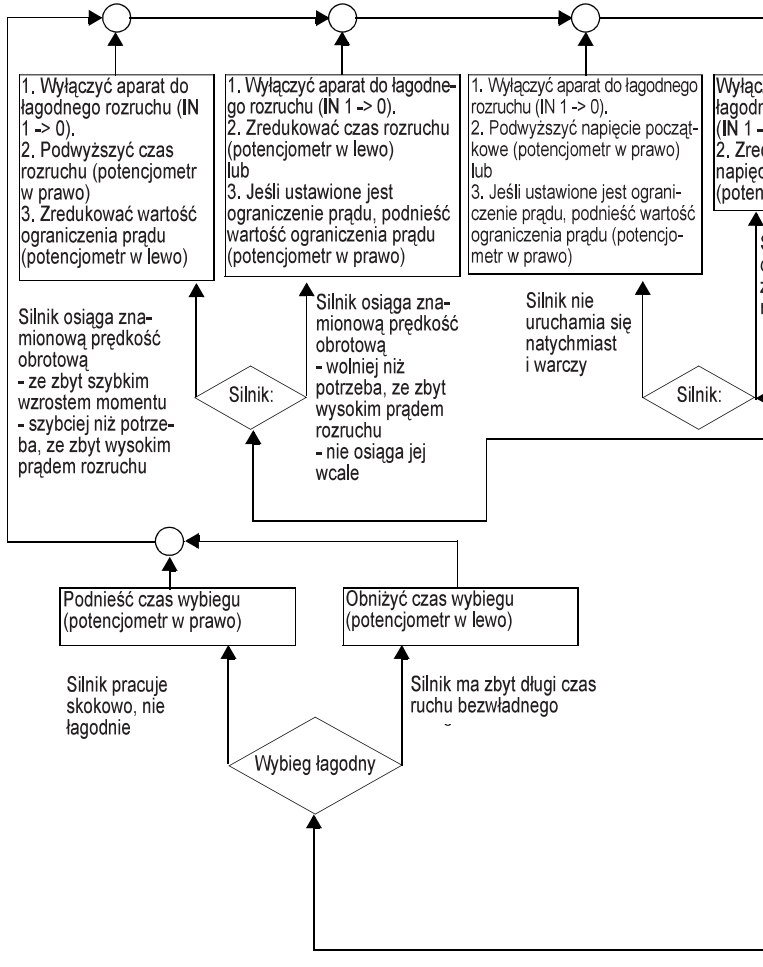 1. Wyłączyć aparat do
łagodnego rozruchu (IN
1 -> 0).
2. Podwyższyć czas
rozruchu (potencjometr
w prawo)
3. Zredukować wartość
ograniczenia prądu
(potencjometr w lewo)
1. Wyłączyć aparat do łagodne-
go rozruchu (IN 1 -> 0).
2. Zredukować czas rozruchu
(potencjometr w lewo)
lub
3. Jeśli ustawione jest
ograniczenie prądu, podnieść
wartość ograniczenia prądu
(potencjometr w prawo)
1. Wyłączyć aparat do łagodnego
rozruchu (IN 1 -> 0).
2. Podwyższyć napięcie począt-
kowe (potencjometr w prawo)
lub
3. Jeśli ustawione jest ograni-
czenie prądu, podnieść wartość
ograniczenia prądu (potencjo-
metr w prawo)
(IN 1
2.
Silnik osiąga zna-
mionową prędkość
obrotową
- ze zbyt szybkim
wzrostem momentu
- szybciej niż potrze-
ba, ze zbyt wysokim
prądem rozruchu
Silnik:
Silnik osiąga zna-
mionową prędkość
obrotową
- wolniej niż
potrzeba, ze zbyt
wysokim prądem
rozruchu
- nie osiąga jej
wcale
Silnik nie
uruchamia się
natychmiast
i warczy
Silnik:
Podnieść czas wybiegu
(potencjometr w prawo)
Obniżyć czas wybiegu
(potencjometr w lewo)
Silnik pracuje
skokowo, nie
łagodnie
Silnik ma zbyt długi czas
ruchu bezwładnego
Wybieg łagodny